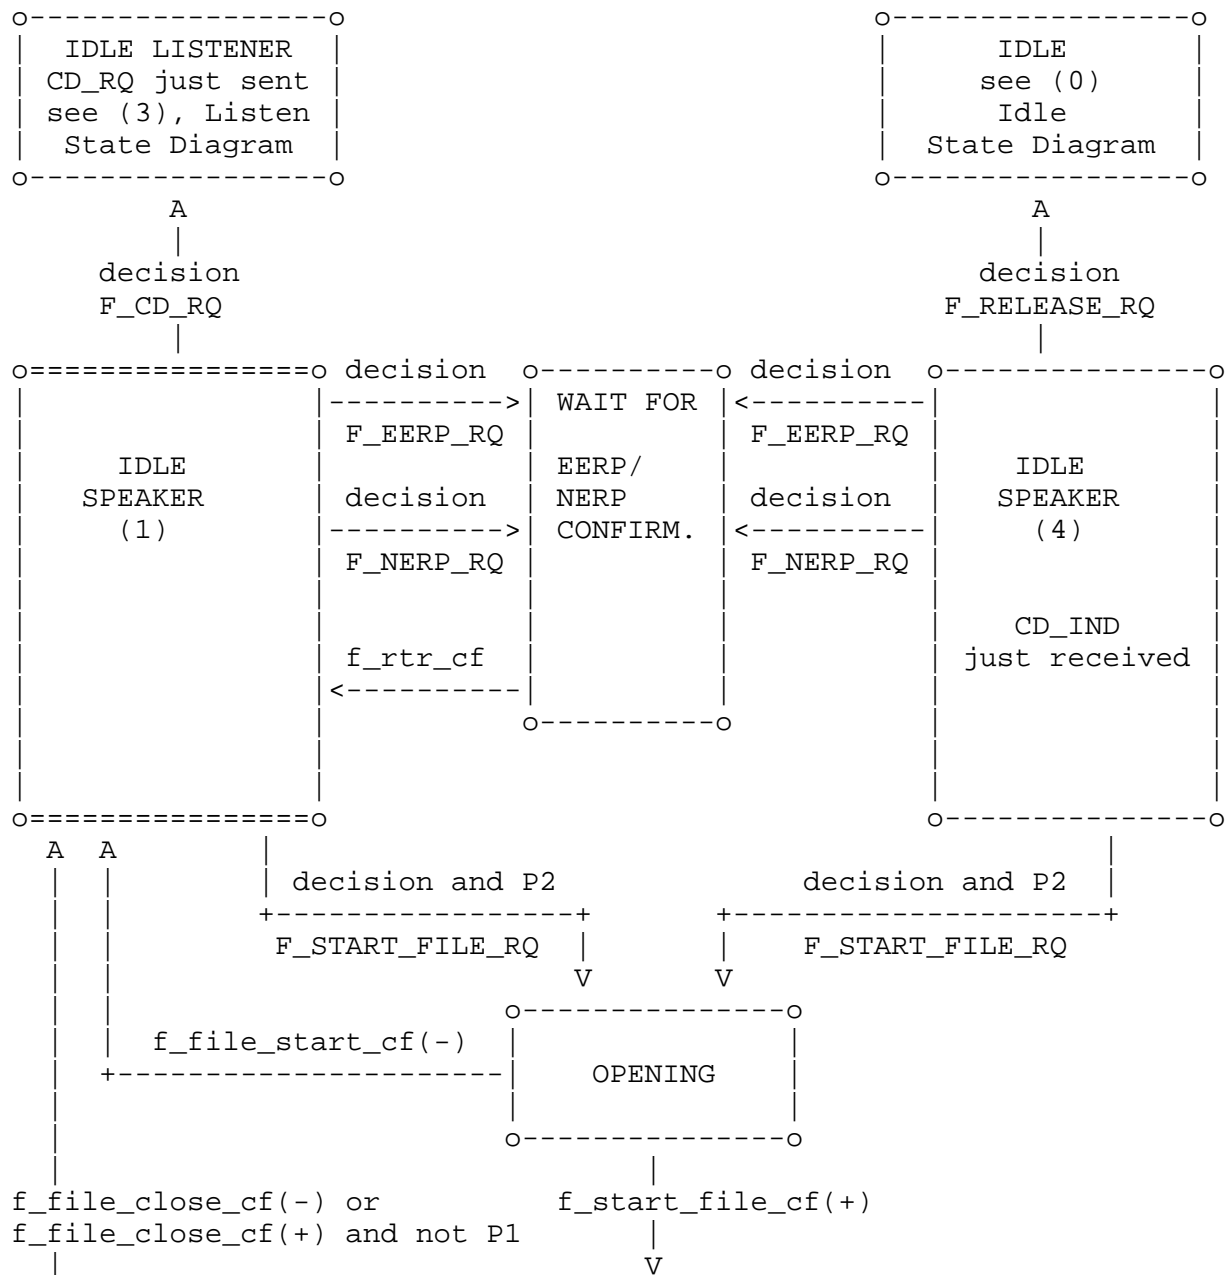 o-----------------o                               o-----------------o
|  IDLE LISTENER  |                               |      IDLE       |
| CD_RQ just sent |                               |     see (0)     |
| see (3), Listen |                               |      Idle       |
|  State Diagram  |                               |  State Diagram  |
o-----------------o                               o-----------------o
         A                                                 A
         |                                                 |
     decision                                          decision
     F_CD_RQ                                         F_RELEASE_RQ
         |                                                 |
o================o decision  o----------o decision  o---------------o
|                |---------->| WAIT FOR |<----------|               |
|                | F_EERP_RQ |          | F_EERP_RQ |               |
|     IDLE       |           | EERP/    |           |    IDLE       |
|   SPEAKER      | decision  | NERP     | decision  |  SPEAKER      |
|     (1)        |---------->| CONFIRM. |<----------|     (4)       |
|                | F_NERP_RQ |          | F_NERP_RQ |               |
|                |           |          |           |               |
|                |           |          |           |    CD_IND     |
|                | f_rtr_cf  |          |           | just received |
|                |<----------|          |           |               |
|                |           o----------o           |               |
|                |                                  |               |
|                |                                  |               |
o================o                                  o---------------o
  A  A        |                                               |
  |  |        | decision and P2              decision and P2  |
  |  |        +-----------------+       +---------------------+
  |  |         F_START_FILE_RQ  |       |    F_START_FILE_RQ
  |  |                          V       V
  |  |                      o---------------o
  |  |  f_file_start_cf(-)  |               |
  |  +----------------------|    OPENING    |
  |                         |               |
  |                         o---------------o
  |                                 |
f_file_close_cf(-) or          f_start_file_cf(+)
f_file_close_cf(+) and not P1       |
  |                                 V